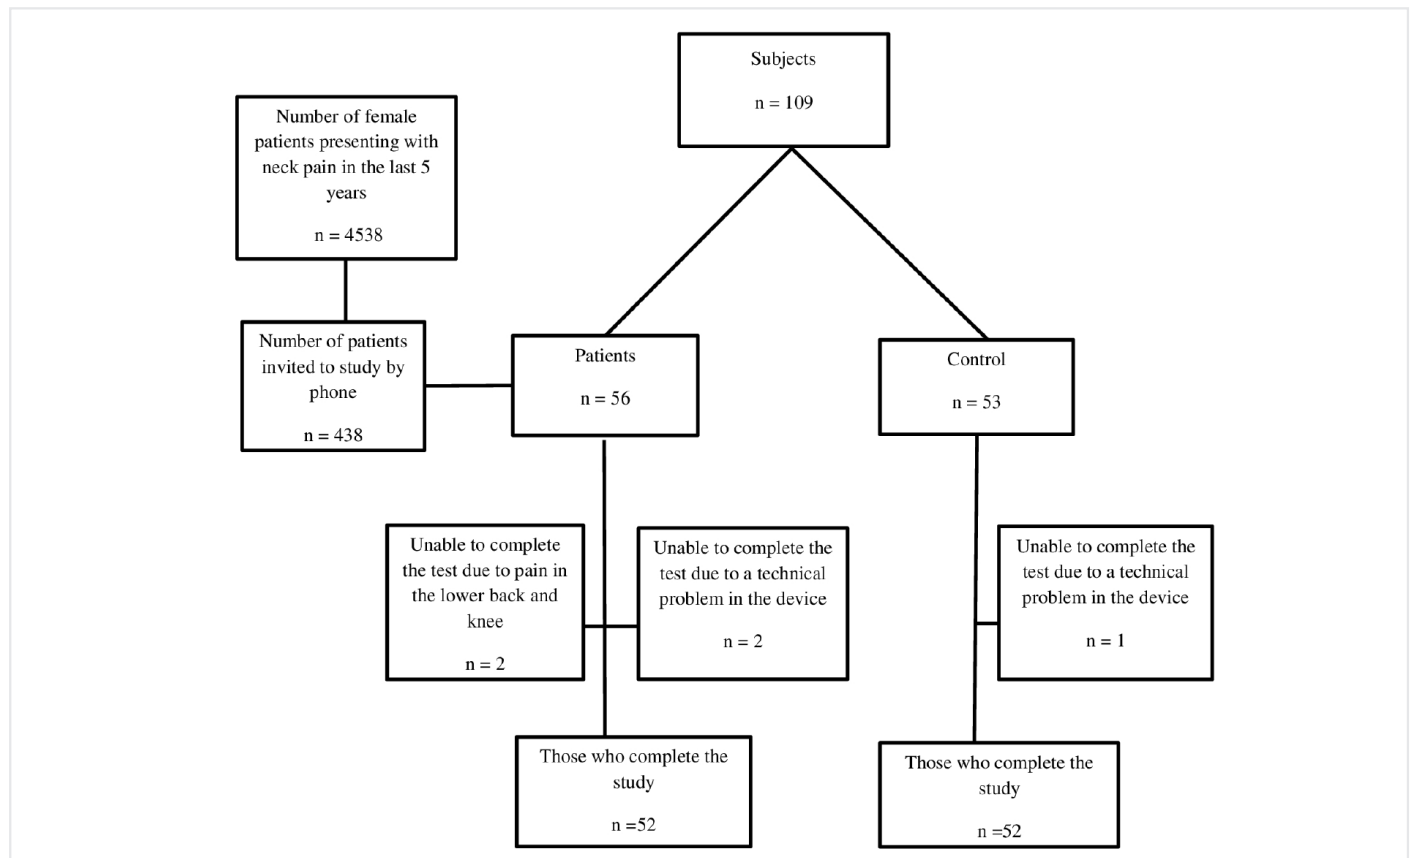 Subjects
n = 109
Number of female
patients presenting with
neck pain in the last 5
years
n = 4538
Number of patients
invited to study by
phone
n = 438
Patients
n = 56
Control
n = 53
Unable to complete
the test due to pain in
the lower back and
knee
n = 2
Unable to complete the
test due to a technical
problem in the device
n = 2
Unable to complete the
test due to a technical
problem in the device
n = 1
Those who complete the
study
n =52
Those who complete the
study
n =52